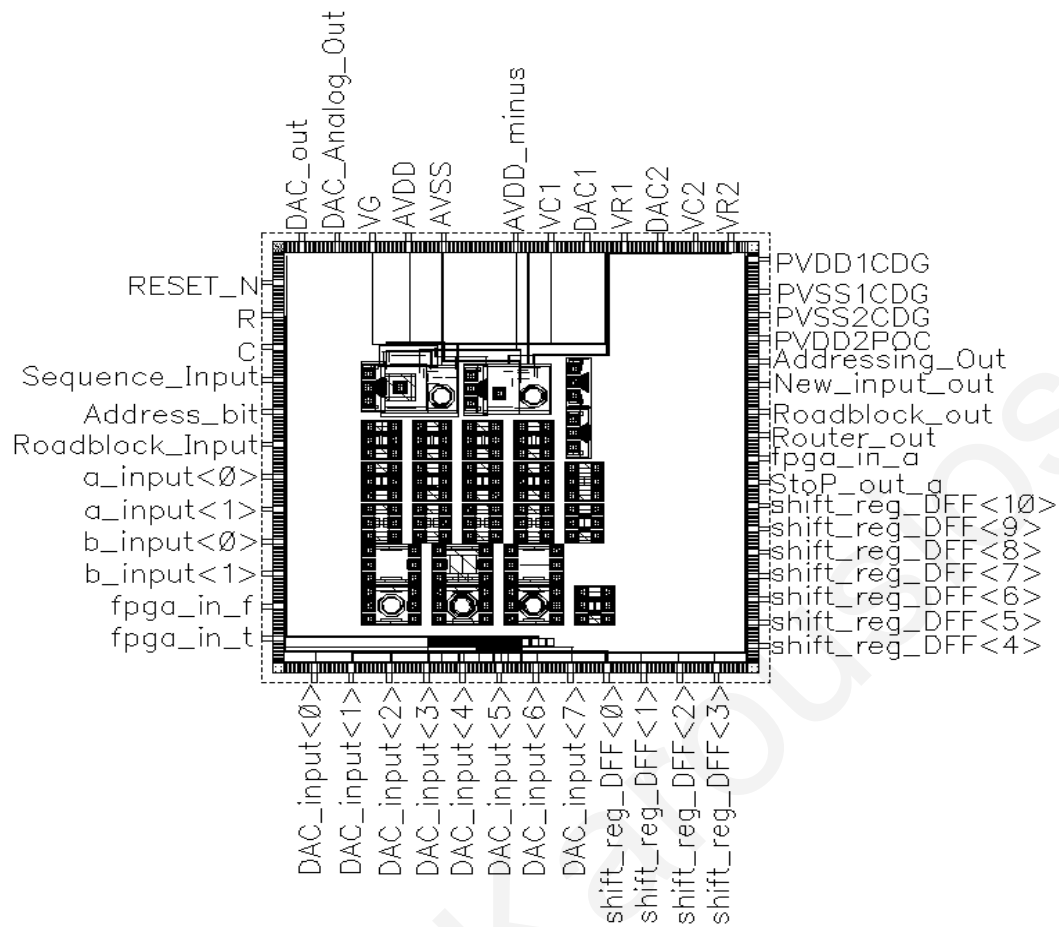 DAC_out
DAC_Analog_Out
VG
AVDD
AVSS
AVDD_minus
VC1
DAC1
VR1
DAC2
VC2
VR2
RESET_N
R
C
Sequence_Input
Address_bit
Roadblock_Input
a_input<0>
a_input<1>
b_input<0>
b_input<1>
fpga_in_f
fpga_in_t
PVDD1CDG
PVSS1CDG
PVSS2CDG
PVDD2POC
Addressing_Out
New_input_out
Roadblock_out
Router_out
fpga_in_a
StoP_out_a
shift_reg_DFF<10>
shift_reg_DFF<9>
shift_reg_DFF<8>
shift_reg_DFF<7>
shift_reg_DFF<6>
shift_reg_DFF<5>
shift_reg_DFF<4>
DAC_input<0>
DAC_input<1>
DAC_input<2>
DAC_input<3>
DAC_input<4>
DAC_input<5>
DAC_input<6>
DAC_input<7>
shift_reg_DFF<0>
shift_reg_DFF<1>
shift_reg_DFF<2>
shift_reg_DFF<3>